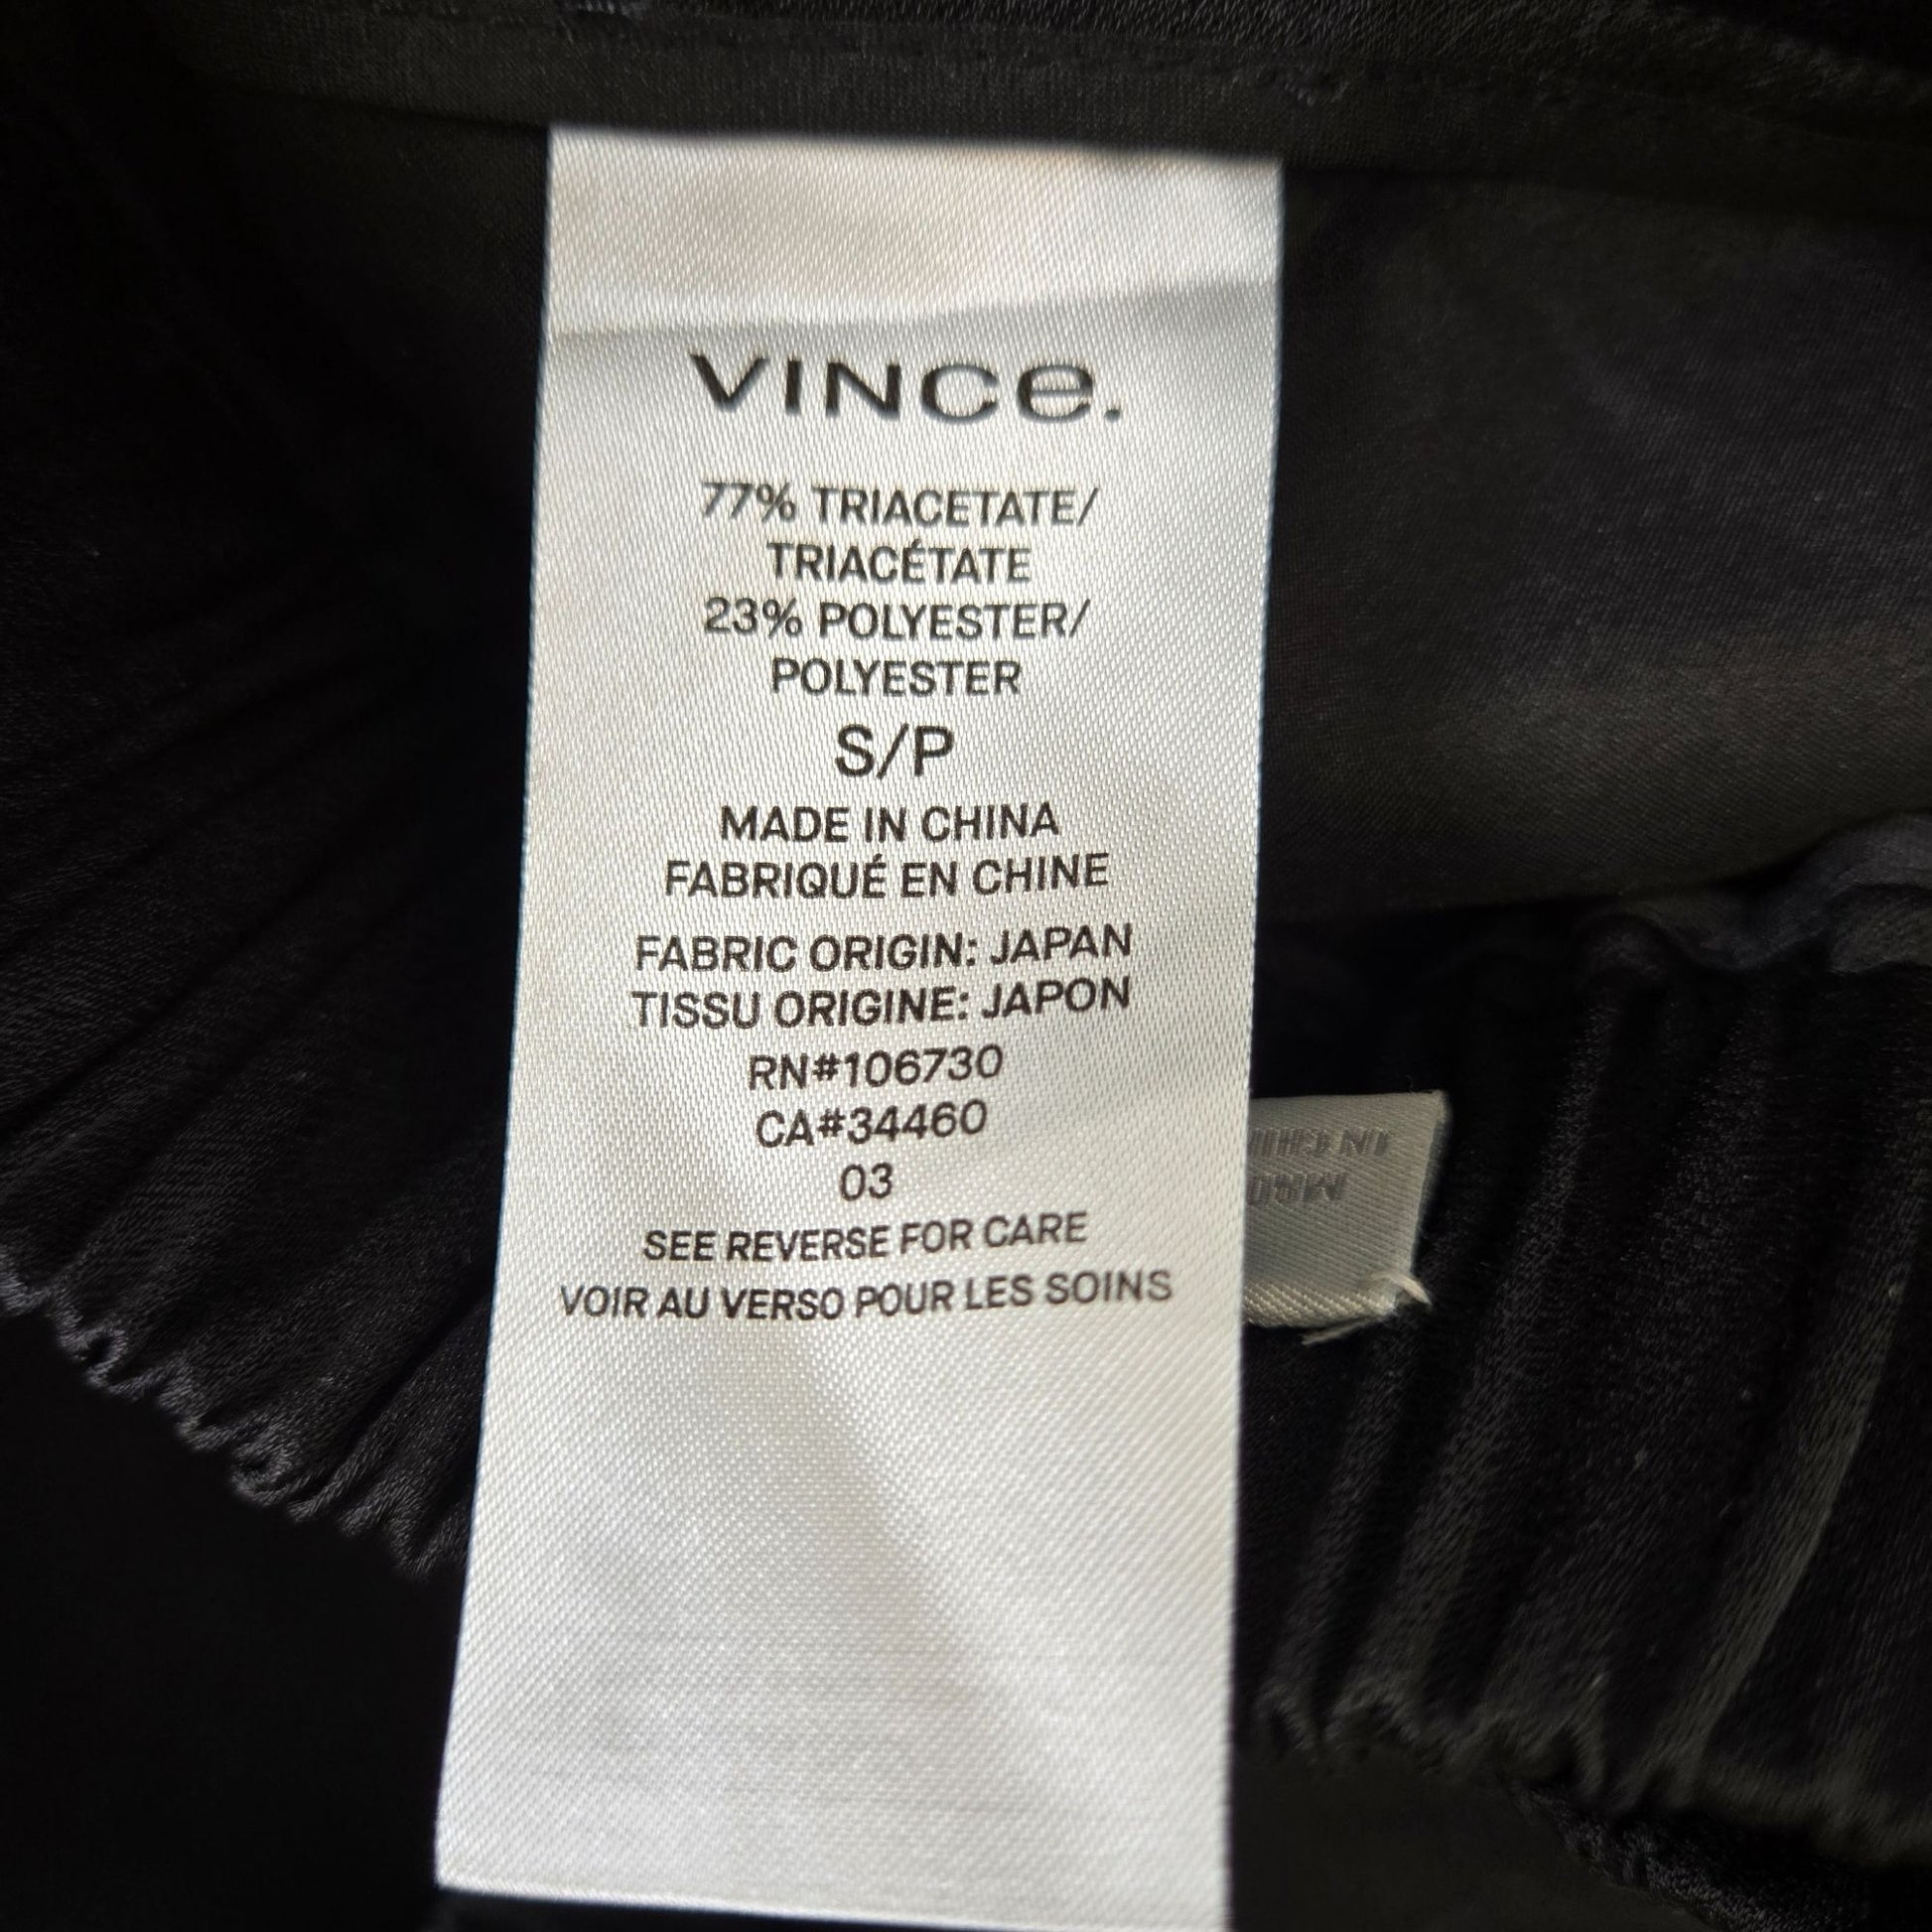 VINCE.
77% TRIACETATE/
TRIACÉTATE
23% POLYESTER/
POLYESTER
S/P
MADE IN CHINA
FABRIQUÉ EN CHINE
FABRIC ORIGIN: JAPAN
TISSU ORIGINE: JAPON
RN#106730
CA#34460
03
SEE REVERSE FOR CARE
VOIR AU VERSO POUR LES SOINS